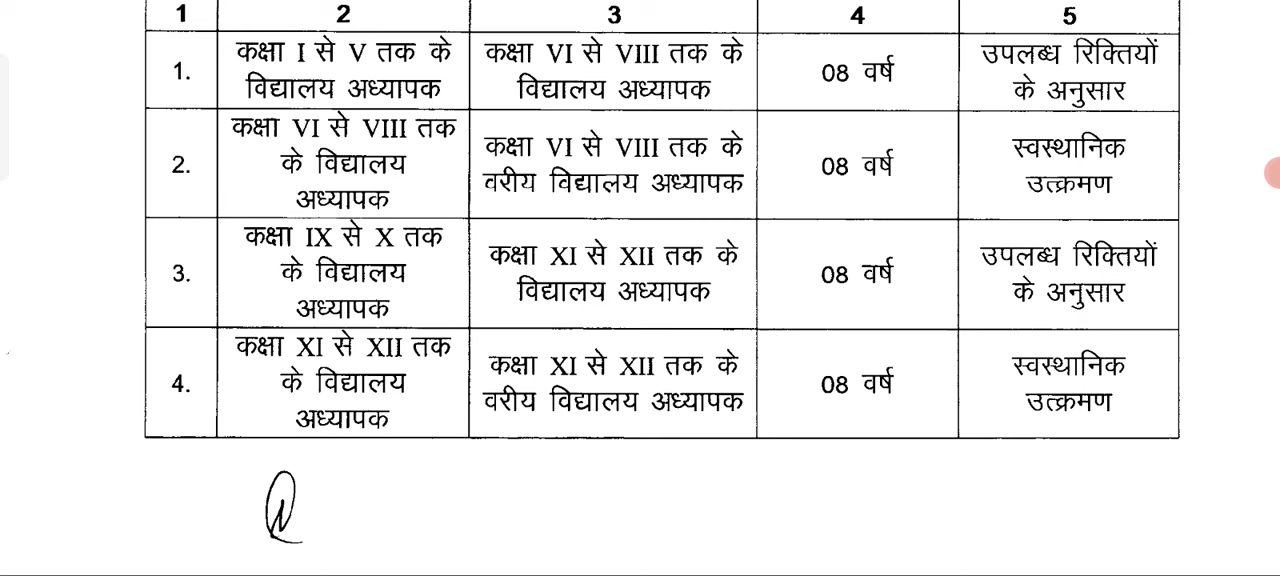 1 2 3 4 5
1. कक्षा I से V तक के विद्यालय अध्यापक कक्षा VI से VIII तक के विद्यालय अध्यापक 08 वर्ष उपलब्ध रिक्तियों के अनुसार
2. कक्षा VI से VIII तक के विद्यालय अध्यापक कक्षा VI से VIII तक के वरीय विद्यालय अध्यापक 08 वर्ष स्वस्थानिक उत्क्रमण
3. कक्षा IX से X तक के विद्यालय अध्यापक कक्षा XI से XII तक के विद्यालय अध्यापक 08 वर्ष उपलब्ध रिक्तियों के अनुसार
4. कक्षा XI से XII तक के विद्यालय अध्यापक कक्षा XI से XII तक के वरीय विद्यालय अध्यापक 08 वर्ष स्वस्थानिक उत्क्रमण